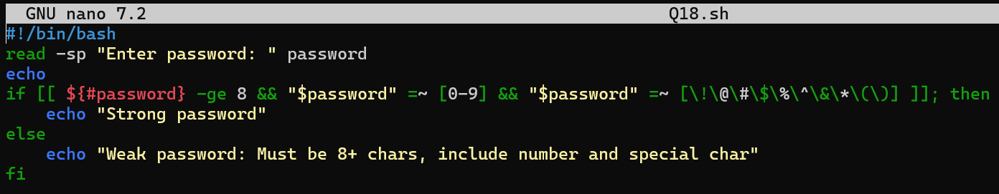 GNU nano 7.2 Q18.sh
#!/bin/bash
read -sp "Enter password: " password
echo
if [[ ${#password} -ge 8 && "$password" =~ [0-9] && "$password" =~ [\!\@\#\$\%\^\&\*\(\)] ]]; then
    echo "Strong password"
else
    echo "Weak password: Must be 8+ chars, include number and special char"
fi